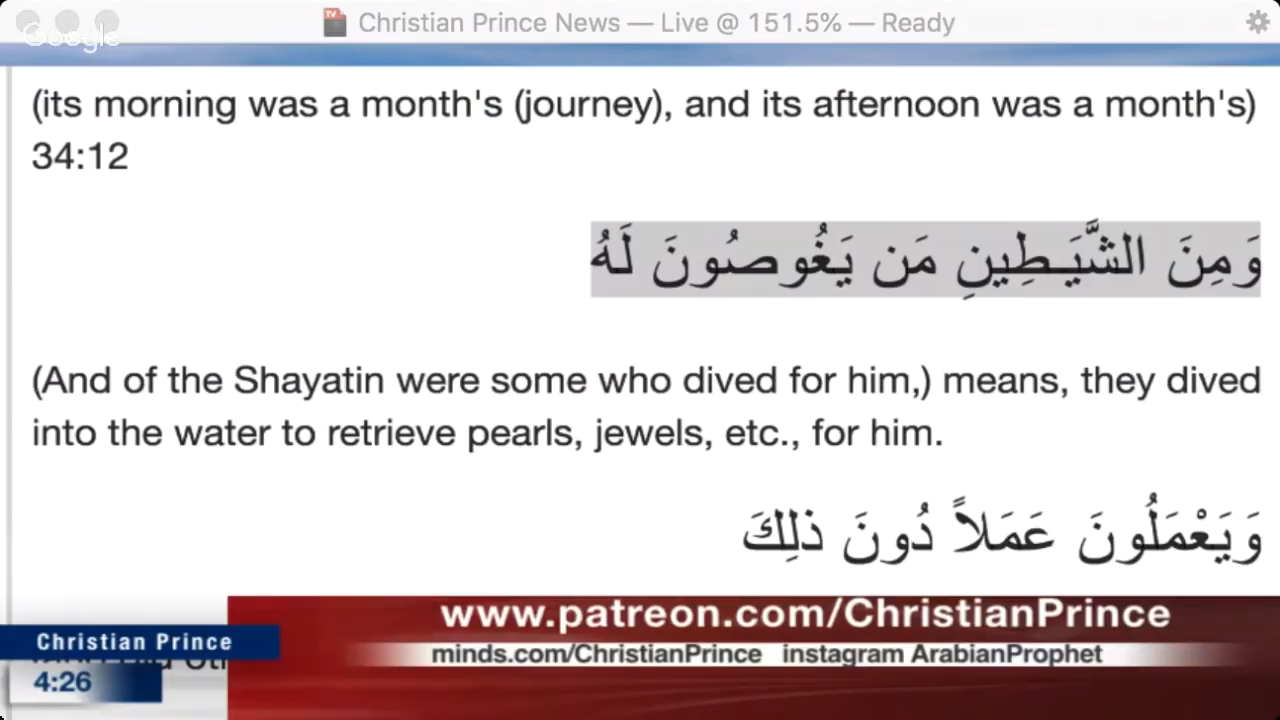 Christian Prince News — Live @ 151.5% — Ready
Google
(its morning was a month's (journey), and its afternoon was a month's)
34:12
وَمِنَ الشَّيَـطِينِ مَن يَغُوصُونَ لَهُ
(And of the Shayatin were some who dived for him,) means, they dived
into the water to retrieve pearls, jewels, etc., for him.
وَيَعْمَلُونَ عَمَلاً دُونَ ذلِكَ
www.patreon.com/ChristianPrince
Christian Prince
minds.com/ChristianPrince instagram ArabianProphet
4:26